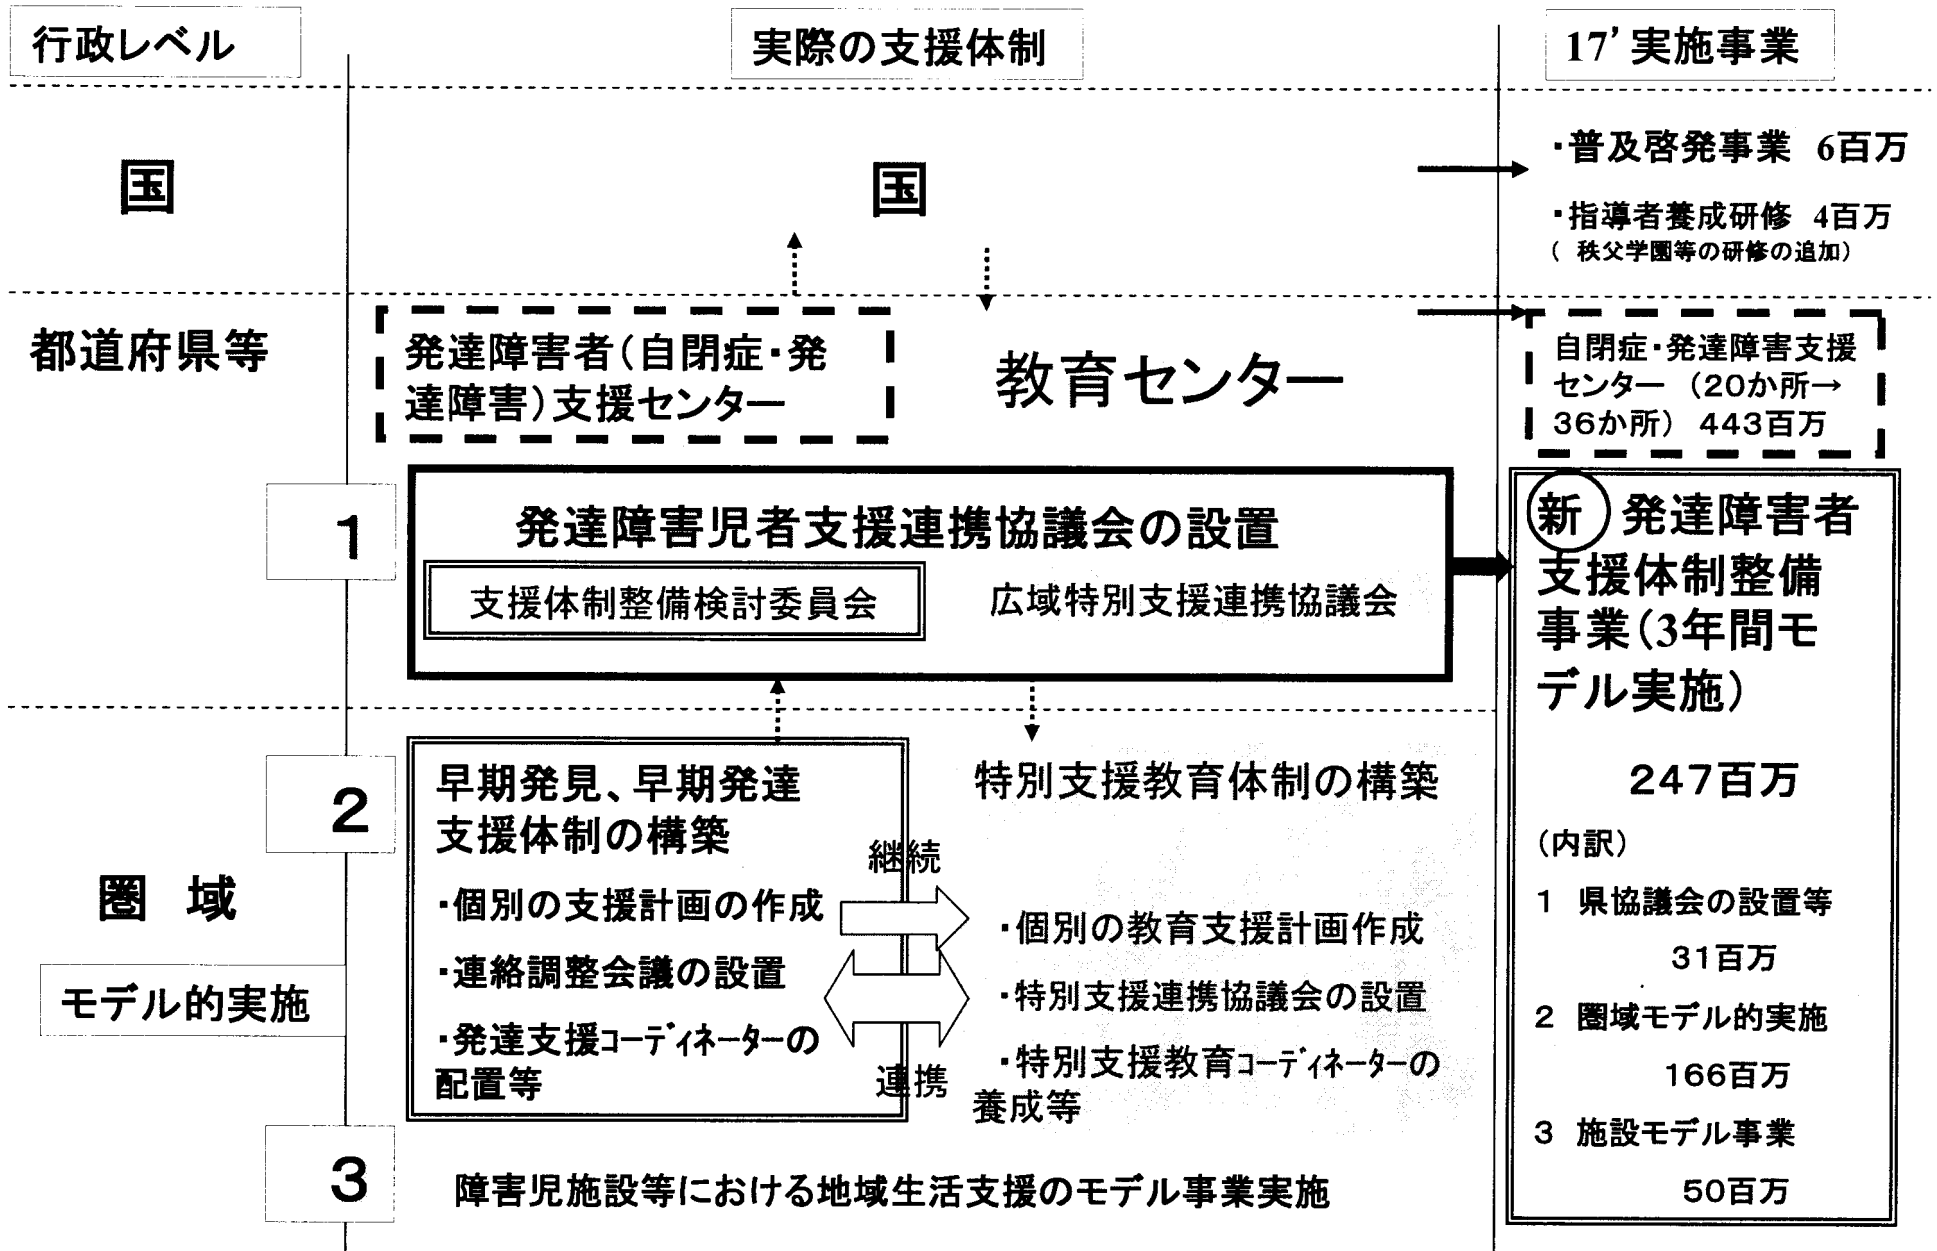 行政レベル
実際の支援体制
17’実施事業
国
国
・普及啓発事業 6百万
・指導者養成研修 4百万
( 秩父学園等の研修の追加)
都道府県等
発達障害者(自閉症・発
達障害)支援センター
教育センター
自閉症・発達障害支援
センター (20か所→
36か所) 443百万
1
発達障害児者支援連携協議会の設置
支援体制整備検討委員会
広域特別支援連携協議会
新 発達障害者
支援体制整備
事業(3年間モ
デル実施)
247百万
(内訳)
1 県協議会の設置等
31百万
2 圏域モデル的実施
166百万
3 施設モデル事業
50百万
圏 域
モデル的実施
2
早期発見、早期発達
支援体制の構築
・個別の支援計画の作成
・連絡調整会議の設置
・発達支援コーディネーターの
配置等
継続
連携
特別支援教育体制の構築
・個別の教育支援計画作成
・特別支援連携協議会の設置
・特別支援教育コーディネーターの
養成等
3
障害児施設等における地域生活支援のモデル事業実施